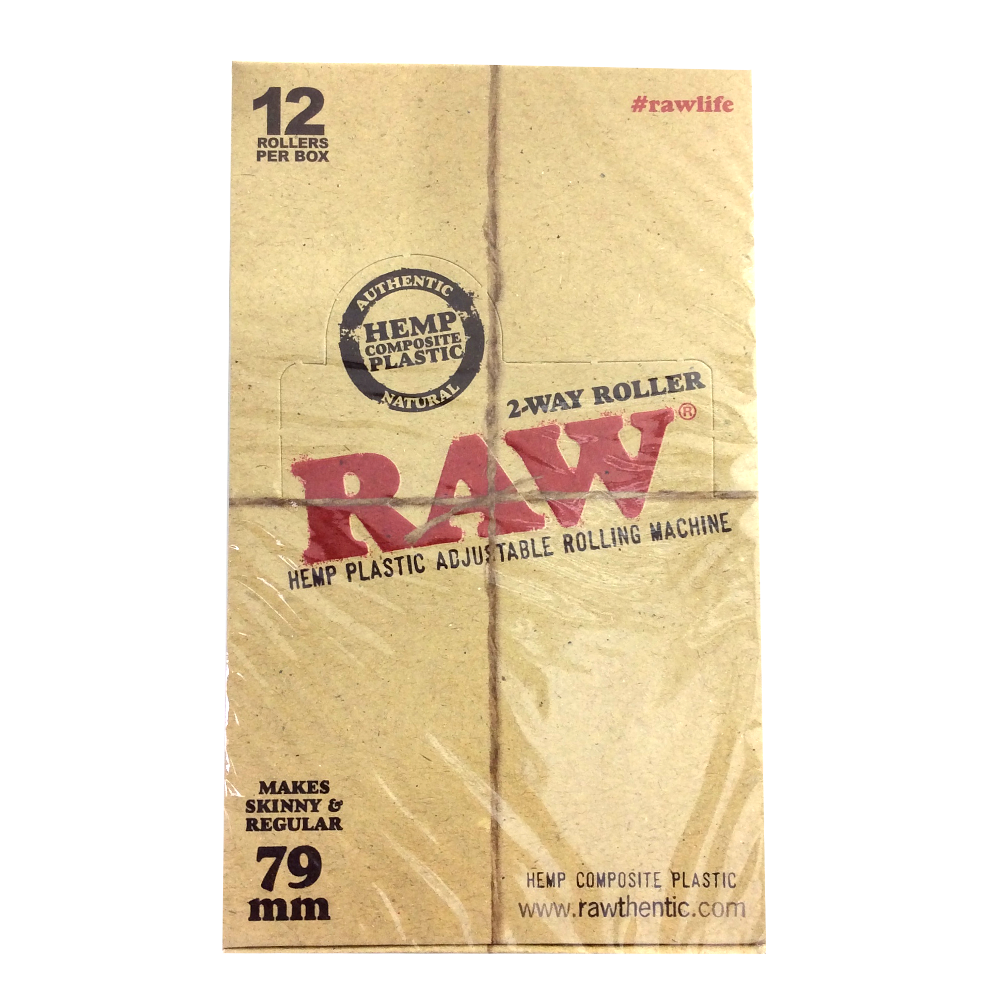 12
ROLLERS
PER BOX
#rawlife
AUTHENTIC
HEMP
COMPOSITE
PLASTIC
NATURAL
2-WAY ROLLER
RAW®
HEMP PLASTIC ADJUSTABLE ROLLING MACHINE
MAKES
SKINNY &
REGULAR
79
mm
HEMP COMPOSITE PLASTIC
www.rawthentic.com